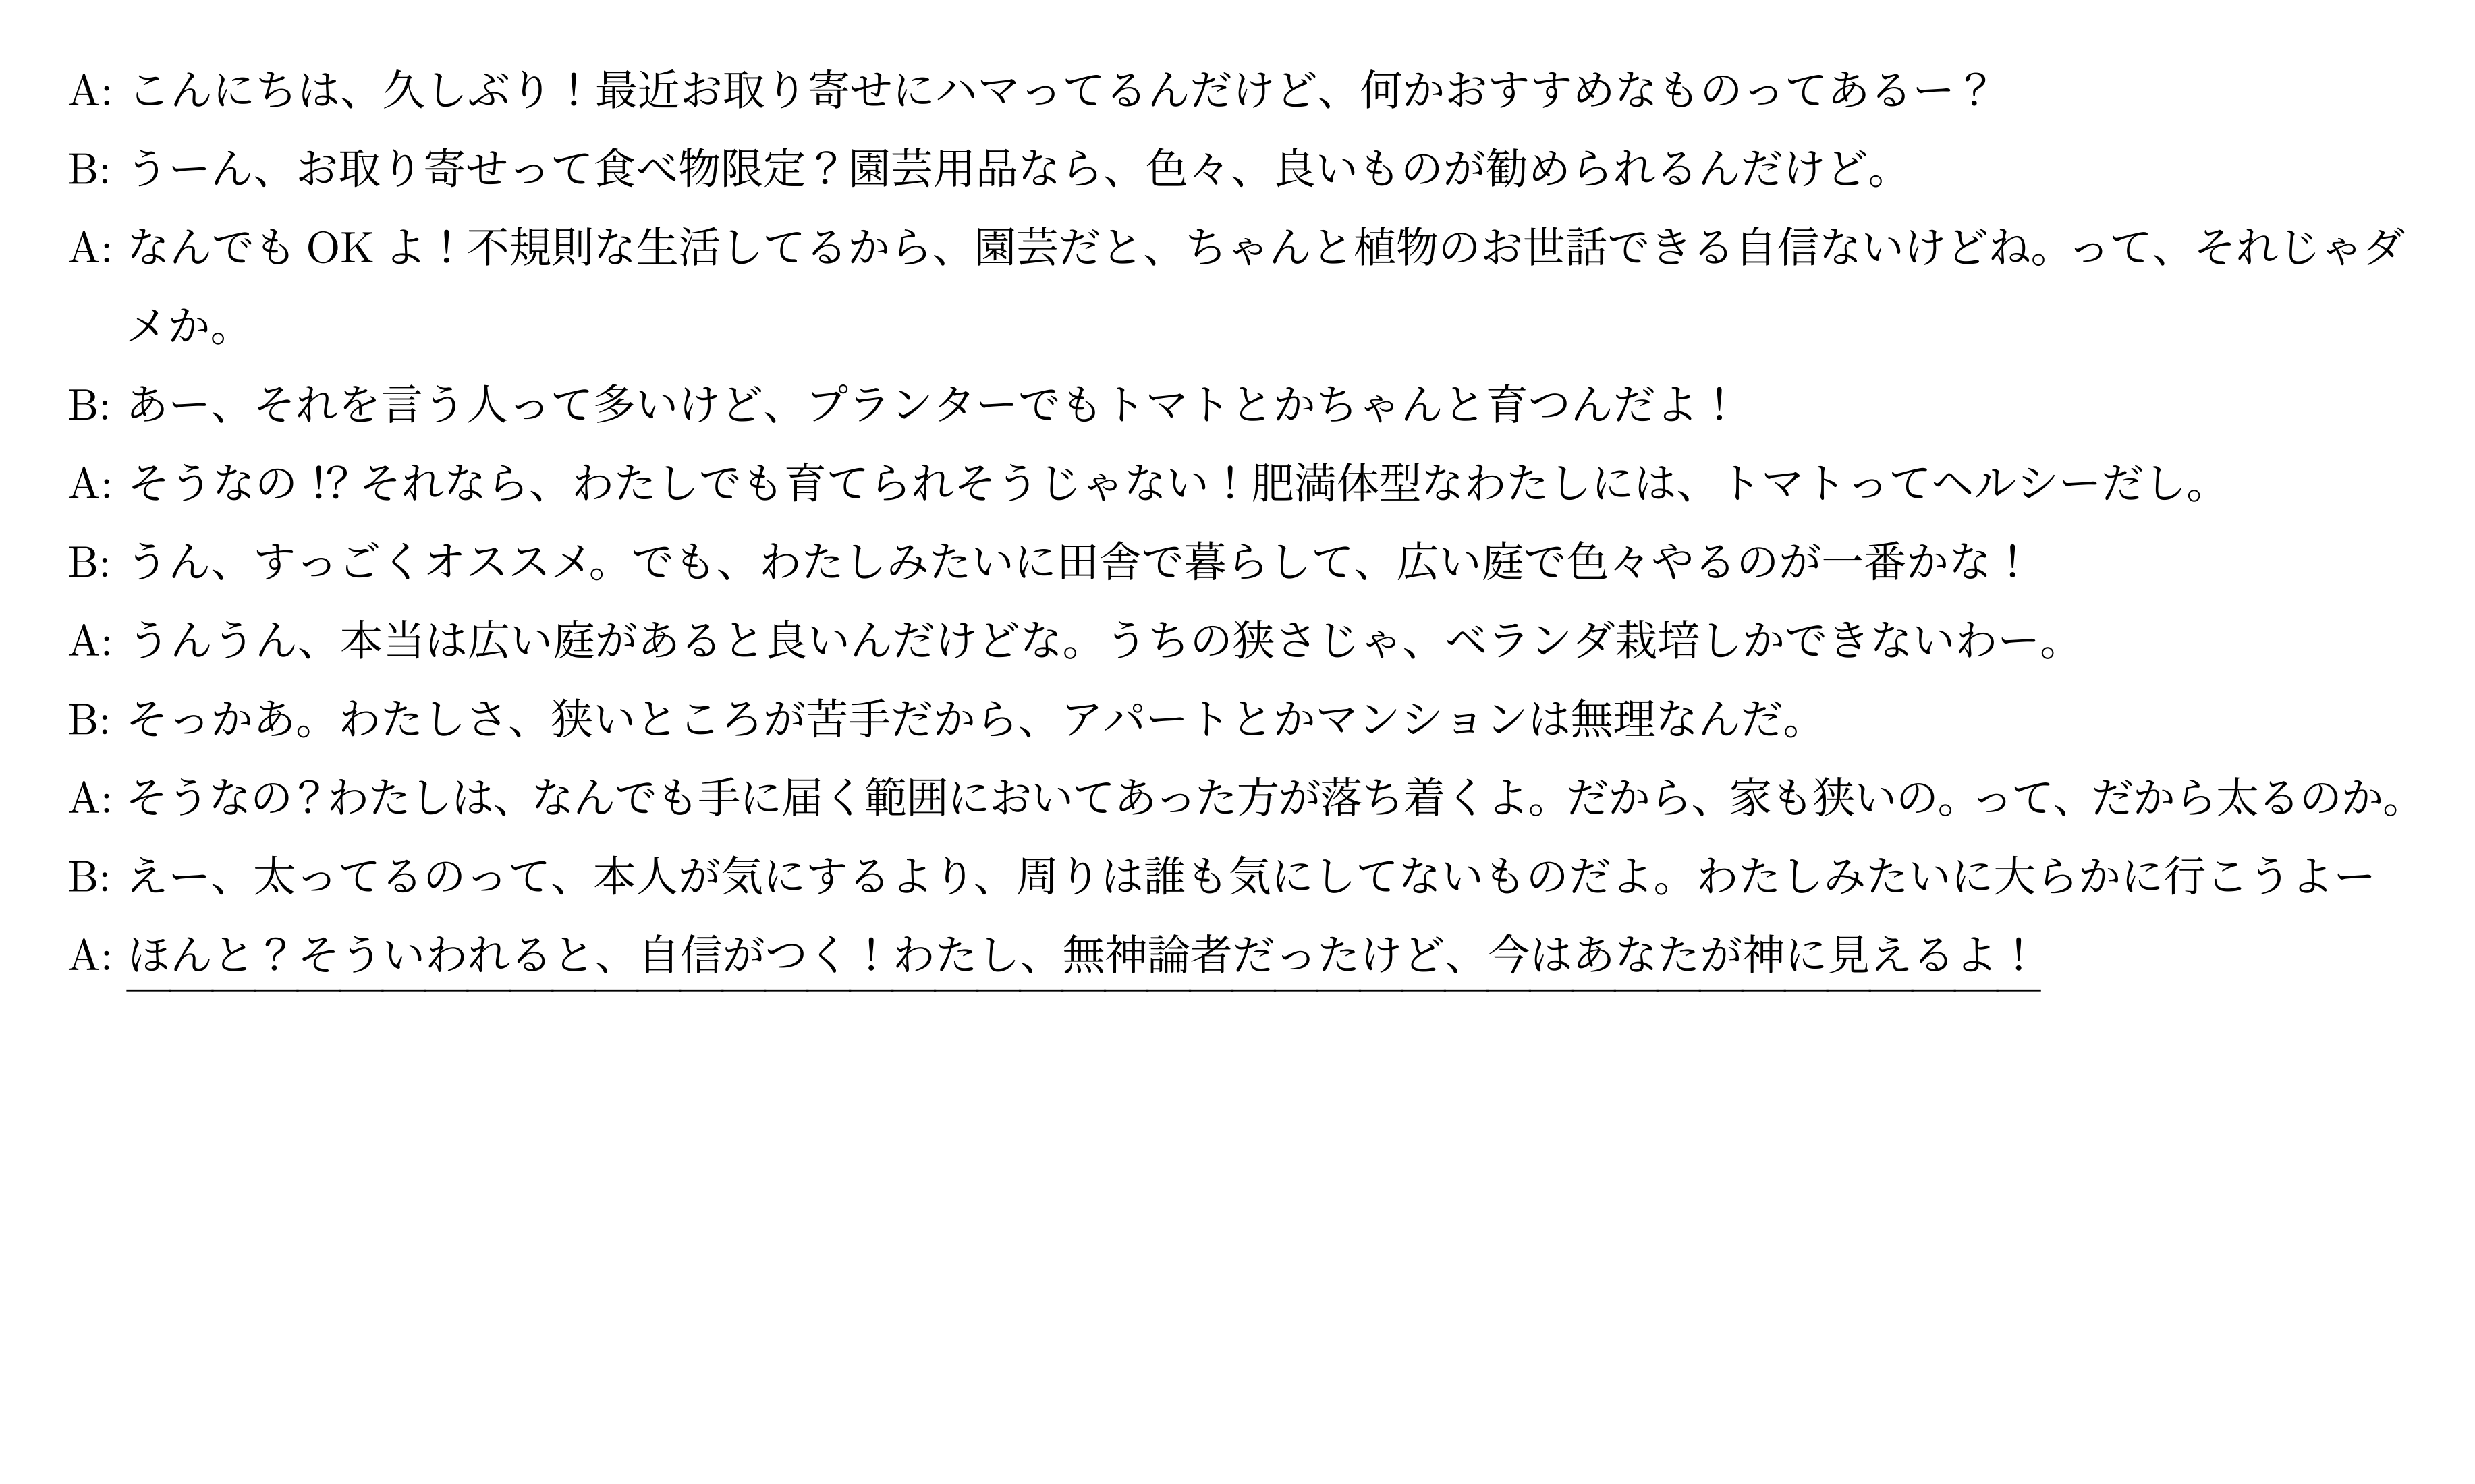 A: こんにちは、久しぶり！最近お取り寄せにハマってるんだけど、何かおすすめなものってあるー？
B: うーん、お取り寄せって食べ物限定？園芸用品なら、色々、良いものが勧められるんだけど。
A: なんでも OK よ！不規則な生活してるから、園芸だと、ちゃんと植物のお世話できる自信ないけどね。って、それじゃダ
メか。
B: あー、それを言う人って多いけど、プランターでもトマトとかちゃんと育つんだよ！
A: そうなの !? それなら、わたしでも育てられそうじゃない！肥満体型なわたしには、トマトってヘルシーだし。
B: うん、すっごくオススメ。でも、わたしみたいに田舎で暮らして、広い庭で色々やるのが一番かな！
A: うんうん、本当は広い庭があると良いんだけどな。うちの狭さじゃ、ベランダ栽培しかできないわー。
B: そっかあ。わたしさ、狭いところが苦手だから、アパートとかマンションは無理なんだ。
A: そうなの？わたしは、なんでも手に届く範囲においてあった方が落ち着くよ。だから、家も狭いの。って、だから太るのか。
B: えー、太ってるのって、本人が気にするより、周りは誰も気にしてないものだよ。わたしみたいに大らかに行こうよー
A: ほんと？そういわれると、自信がつく！わたし、無神論者だったけど、今はあなたが神に見えるよ！